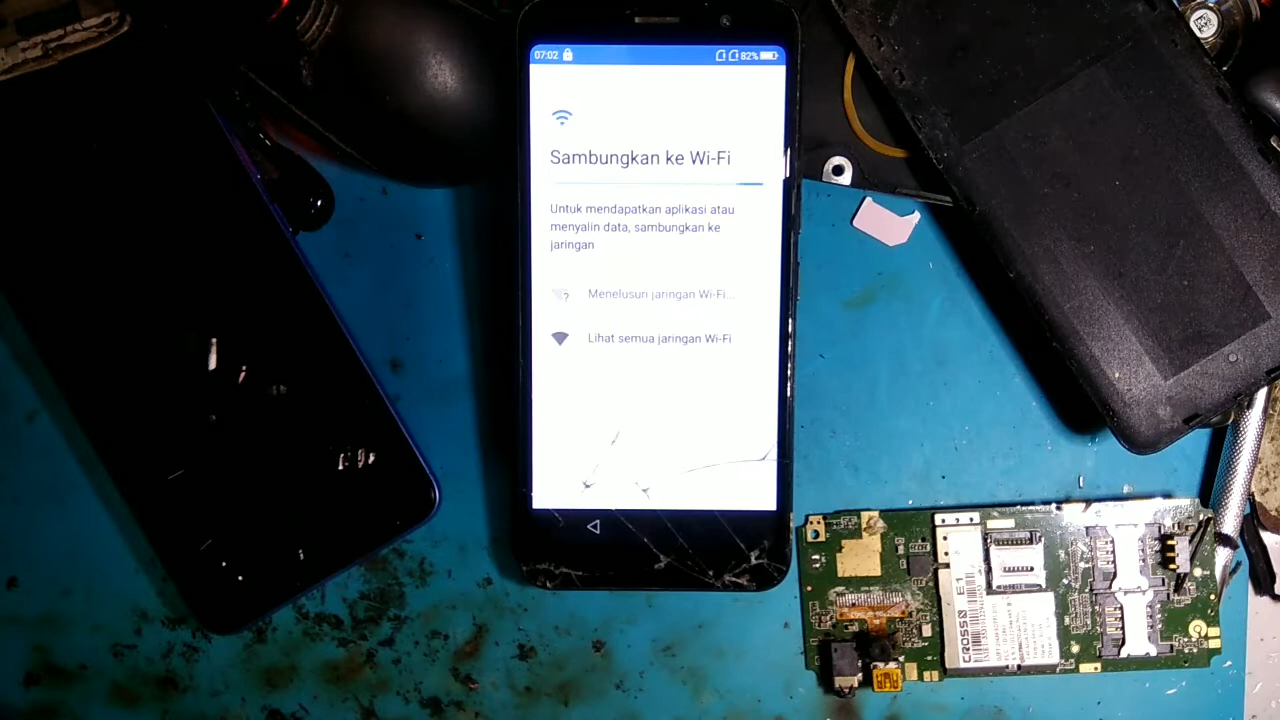 07:02
82%
Sambungkan ke Wi-Fi
Untuk mendapatkan aplikasi atau
menyalin data, sambungkan ke
jaringan
Menelusuri jaringan Wi-Fi...
Lihat semua jaringan Wi-Fi
CROSS
E1